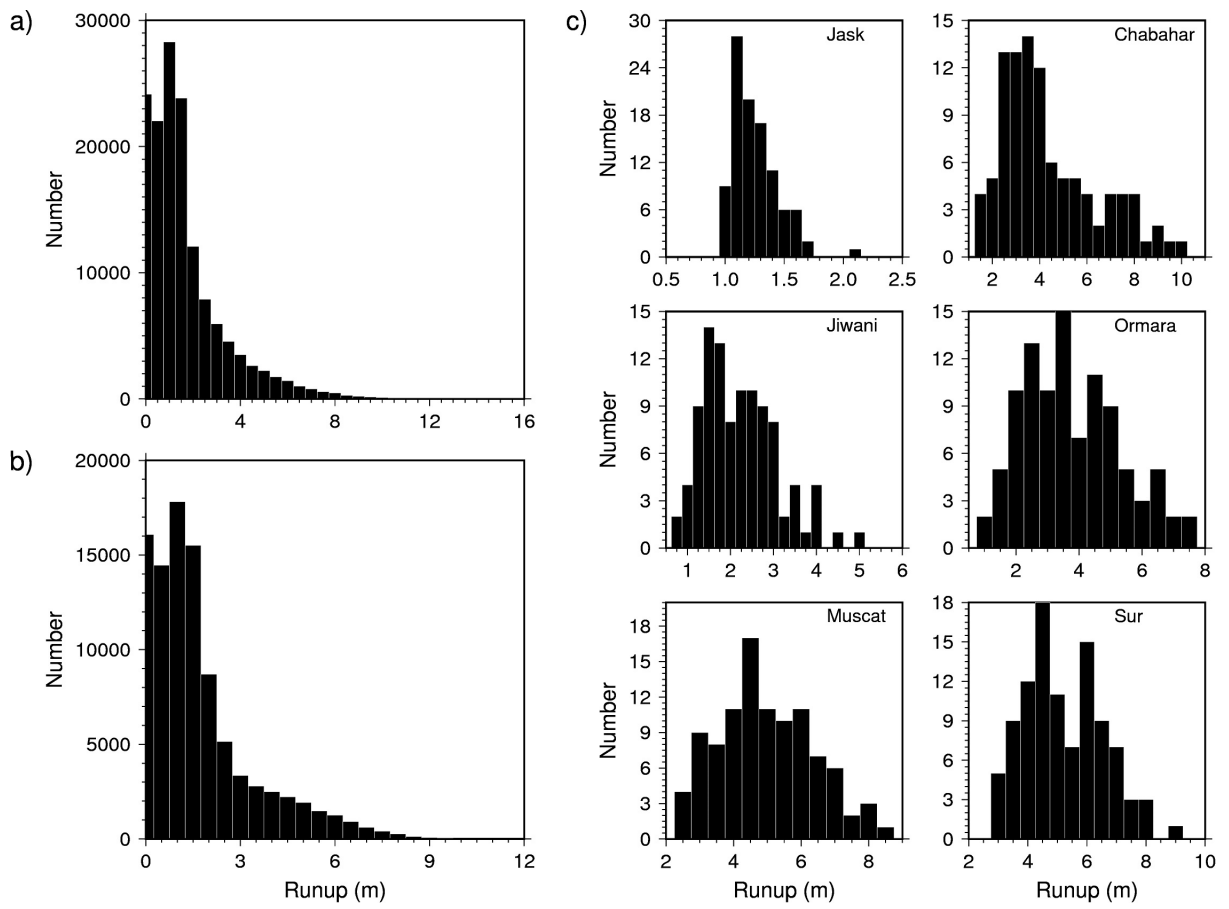 a)
30000
20000
10000
0
Number
0 4 8 12 16
b)
20000
15000
10000
5000
0
Number
0 3 6 9 12
Runup (m)
c)
Jask
30
24
28
12
6
0
Number
0.5 1.0 1.5 2.0 2.5
Chabahar
15
12
9
6
3
0
2 4 6 8 10
Jiwani
15
12
9
6
3
0
Number
1 2 3 4 5 6
Ormara
15
12
9
6
3
0
2 4 6 8
Muscat
18
15
12
9
6
3
0
Number
2 4 6 8
Runup (m)
Sur
18
15
12
9
6
3
0
2 4 6 8 10
Runup (m)